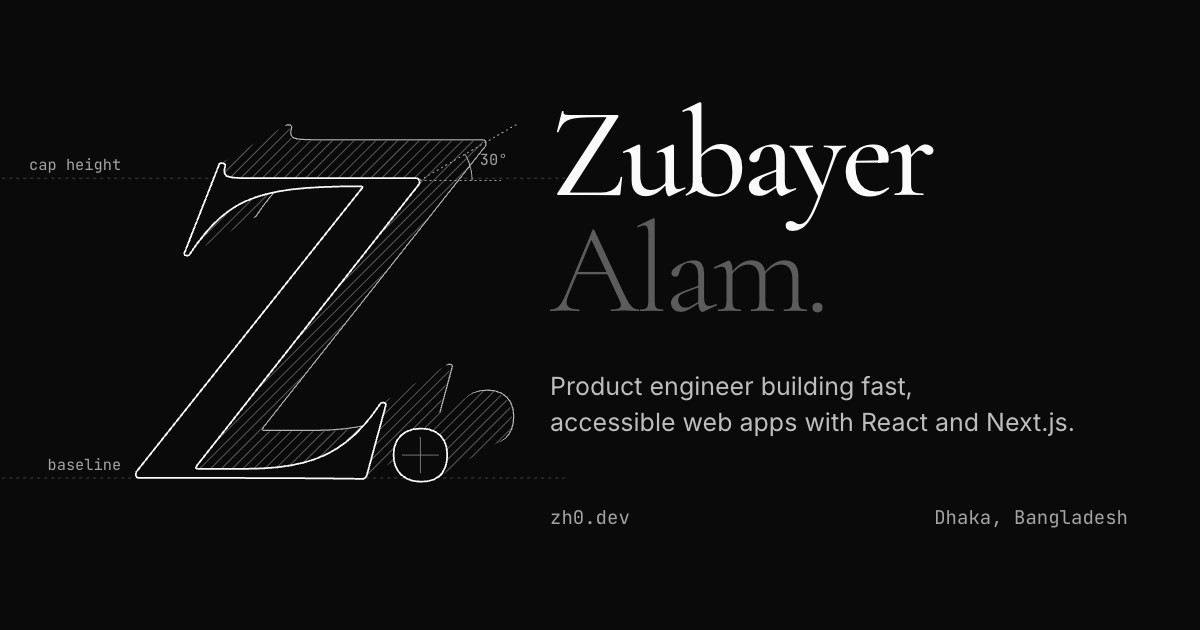 cap height
30°
Z.
baseline
Zubayer
Alam.
Product engineer building fast,
accessible web apps with React and Next.js.
zh0.dev
Dhaka, Bangladesh